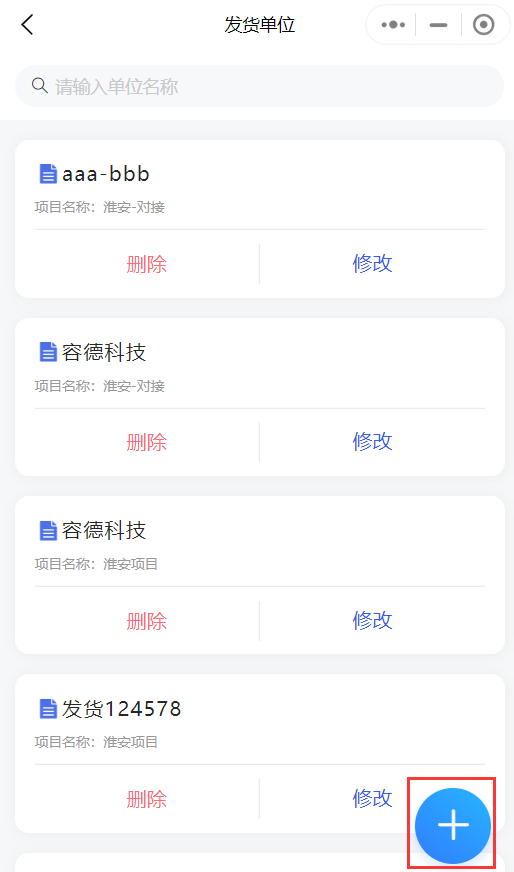 发货单位
请输入单位名称
aaa-bbb
项目名称：淮安-对接
删除 修改
容德科技
项目名称：淮安-对接
删除 修改
容德科技
项目名称：淮安项目
删除 修改
发货124578
项目名称：淮安项目
删除 修改